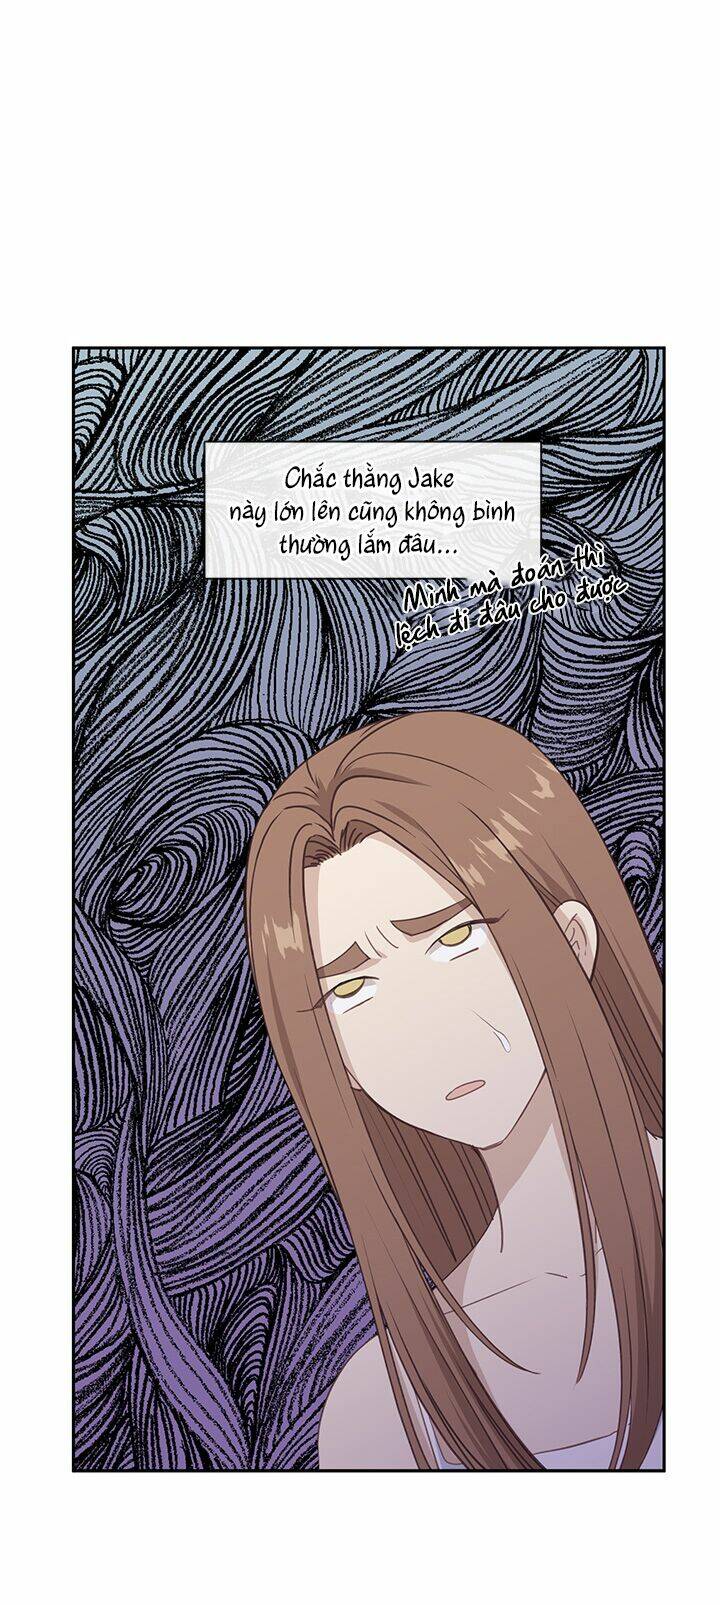 Chắc thằng Jake
này lớn lên cũng không bình
thường lắm đâu...
Mình mà đoán thì
lệch đi đâu cho được